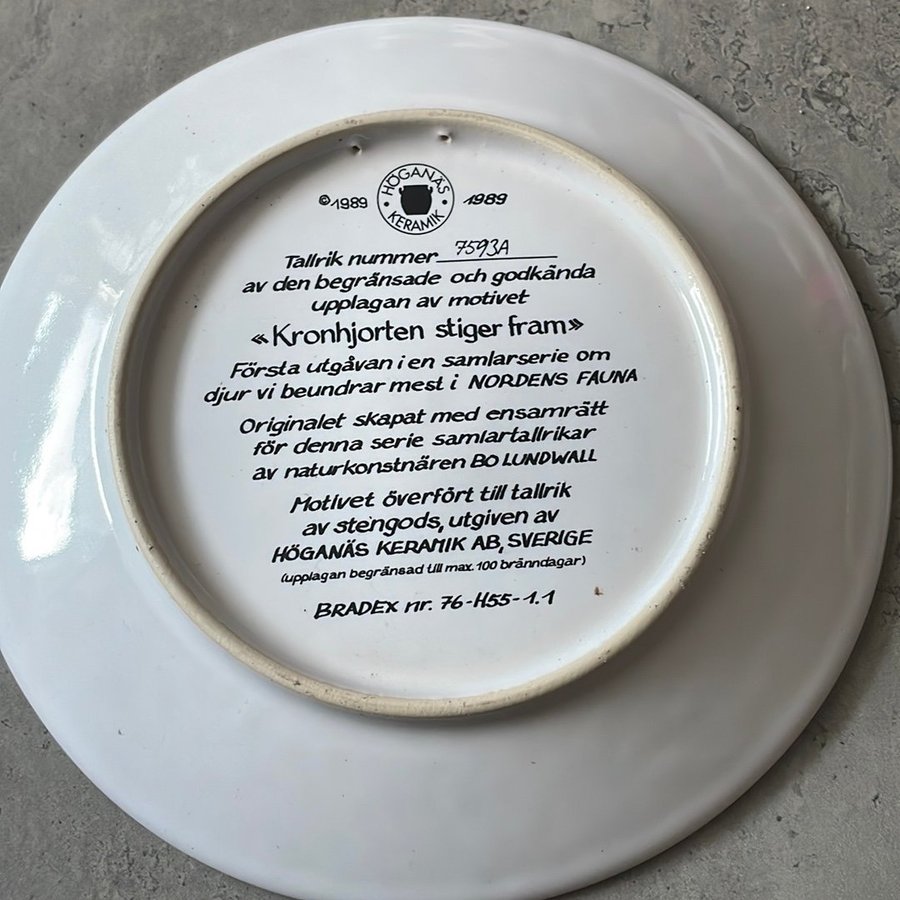 ©1989 HÖGANÄS KERAMIK 1989
Tallrik nummer 7593A
av den begränsade och godkända
upplagan av motivet
«Kronhjorten stiger fram»
Första utgåvan i en samlarserie om
djur vi beundrar mest i NORDENS FAUNA
Originalet skapat med ensamrätt
för denna serie samlartallrikar
av naturkonstnären BO LUNDWALL
Motivet överfört till tallrik
av stengods, utgiven av
HÖGANÄS KERAMIK AB, SVERIGE
(upplagan begränsad till max. 100 bränndagar)
BRADEX nr. 76-H55-1.1